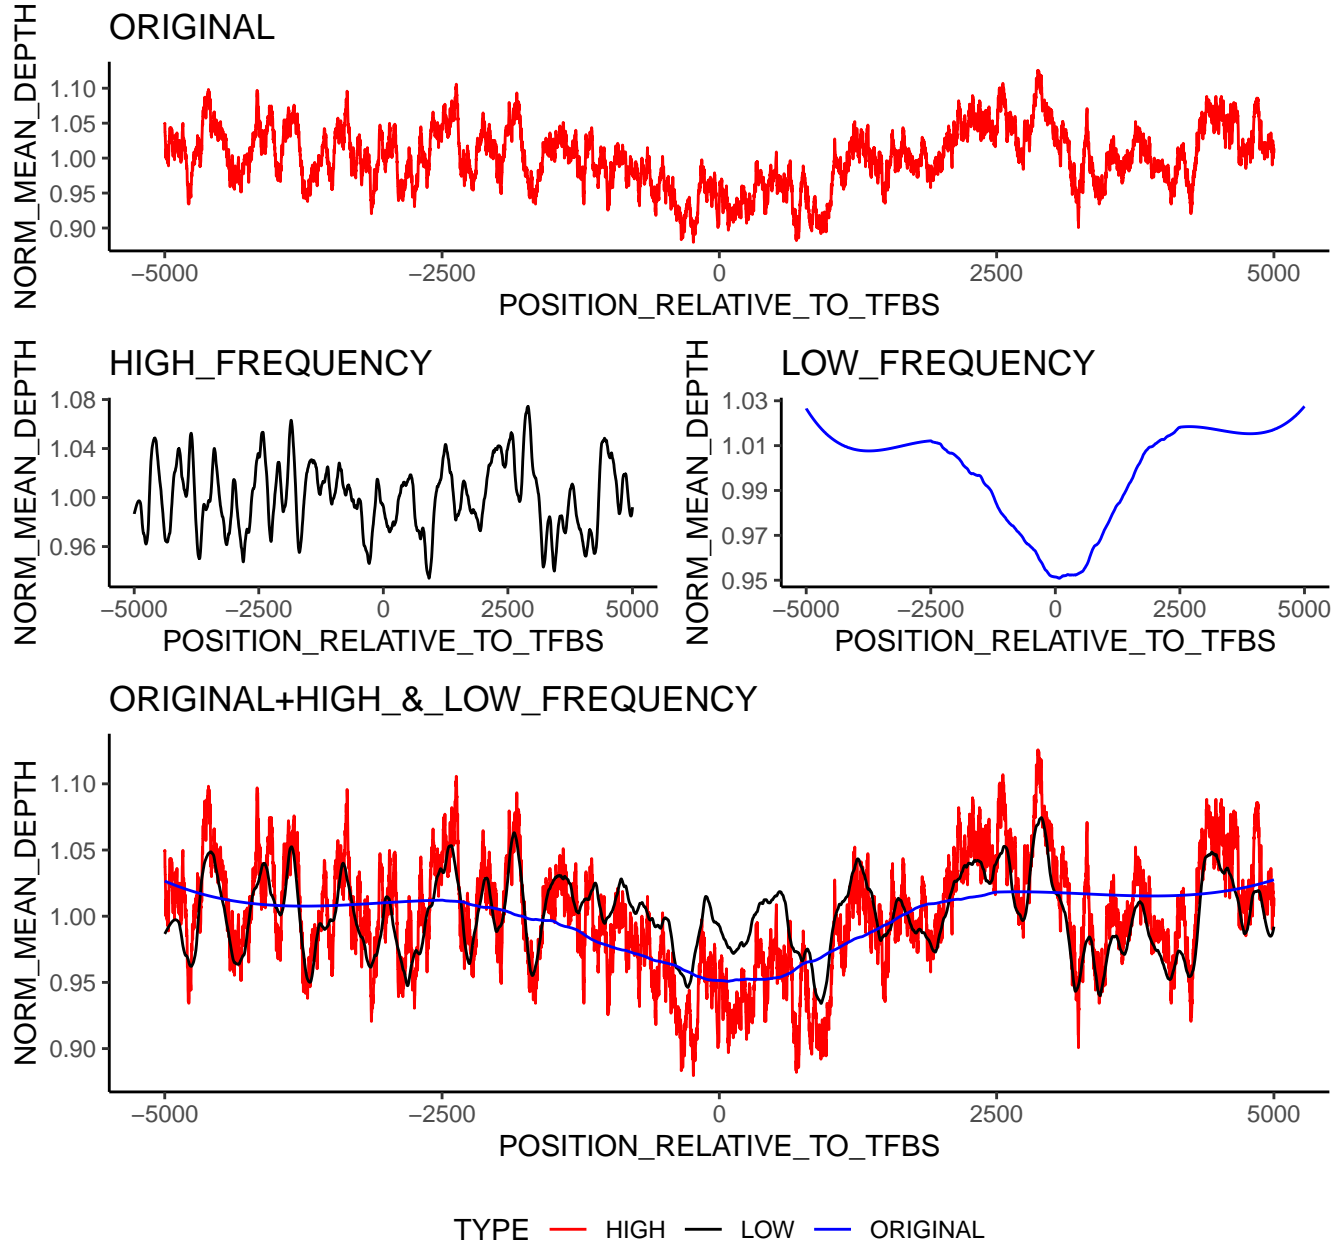 ORIGINAL
NORM_MEAN_DEPTH
1.10
1.05
1.00
0.95
0.90
−5000 −2500 0 2500 5000
POSITION_RELATIVE_TO_TFBS
HIGH_FREQUENCY
NORM_MEAN_DEPTH
1.08
1.04
1.00
0.96
−5000 −2500 0 2500 5000
POSITION_RELATIVE_TO_TFBS
LOW_FREQUENCY
NORM_MEAN_DEPTH
1.03
1.01
0.99
0.97
0.95
−5000 −2500 0 2500 5000
POSITION_RELATIVE_TO_TFBS
ORIGINAL+HIGH_&_LOW_FREQUENCY
NORM_MEAN_DEPTH
1.10
1.05
1.00
0.95
0.90
−5000 −2500 0 2500 5000
POSITION_RELATIVE_TO_TFBS
TYPE HIGH LOW ORIGINAL